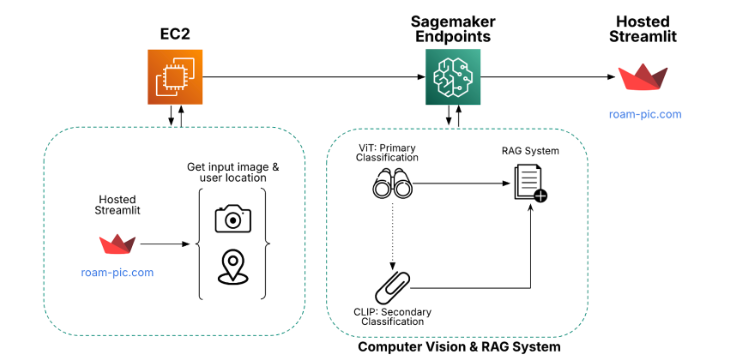 EC2
Sagemaker
Endpoints
Hosted
Streamlit
roam-pic.com
Get input image &
user location
Hosted
Streamlit
roam-pic.com
ViT: Primary
Classification
RAG System
CLIP: Secondary
Classification
Computer Vision & RAG System